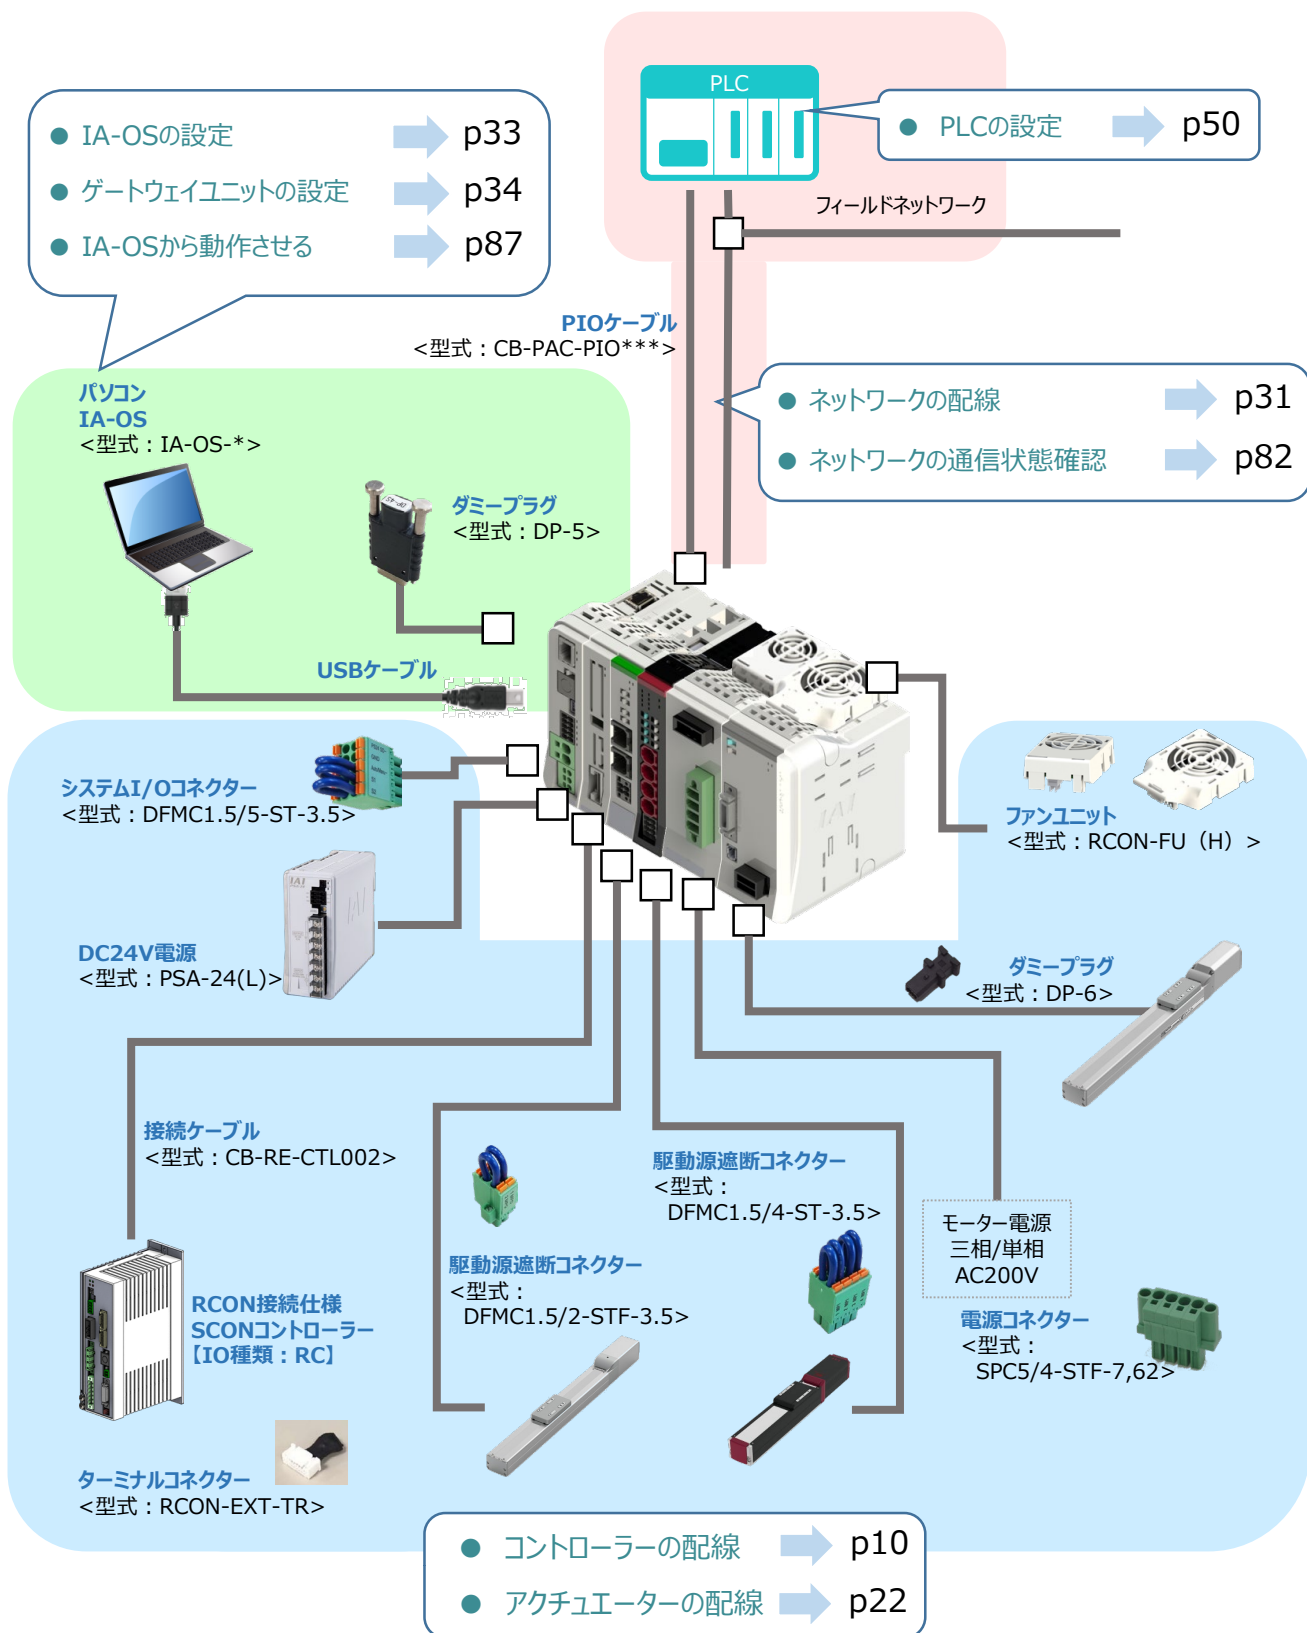 PLC
● IA-OSの設定 p33
● ゲートウェイユニットの設定 p34
● IA-OSから動作させる p87
● PLCの設定 p50
フィールドネットワーク
PIOケーブル
<型式：CB-PAC-PIO***>
● ネットワークの配線 p31
● ネットワークの通信状態確認 p82
パソコン
IA-OS
<型式：IA-OS-*>
ダミープラグ
<型式：DP-5>
USBケーブル
システムI/Oコネクター
<型式：DFMC1.5/5-ST-3.5>
ファンユニット
<型式：RCON-FU（H）>
DC24V電源
<型式：PSA-24(L)>
ダミープラグ
<型式：DP-6>
接続ケーブル
<型式：CB-RE-CTL002>
駆動源遮断コネクター
<型式：
DFMC1.5/4-ST-3.5>
モーター電源
三相/単相
AC200V
駆動源遮断コネクター
<型式：
DFMC1.5/2-STF-3.5>
RCON接続仕様
SCONコントローラー
【IO種類：RC】
電源コネクター
<型式：
SPC5/4-STF-7,62>
ターミナルコネクター
<型式：RCON-EXT-TR>
● コントローラーの配線 p10
● アクチュエーターの配線 p22